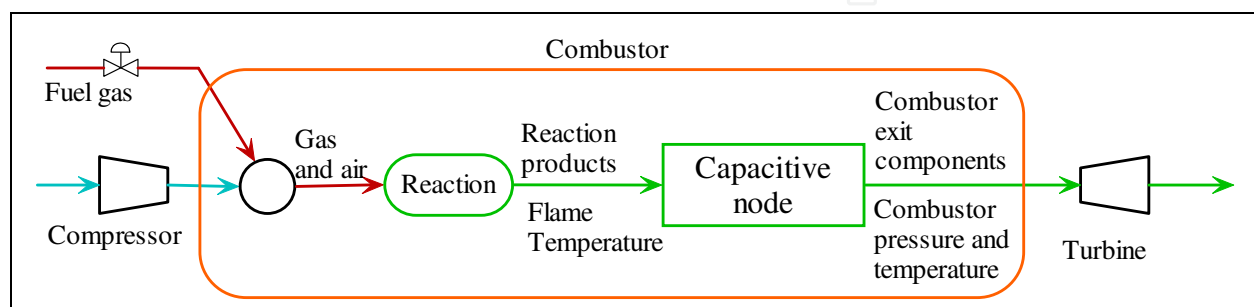 Combustor
Fuel gas
Compressor
Gas
and air
Reaction
Reaction
products
Flame
Temperature
Capacitive
node
Combustor
exit
components
Combustor
pressure and
temperature
Turbine